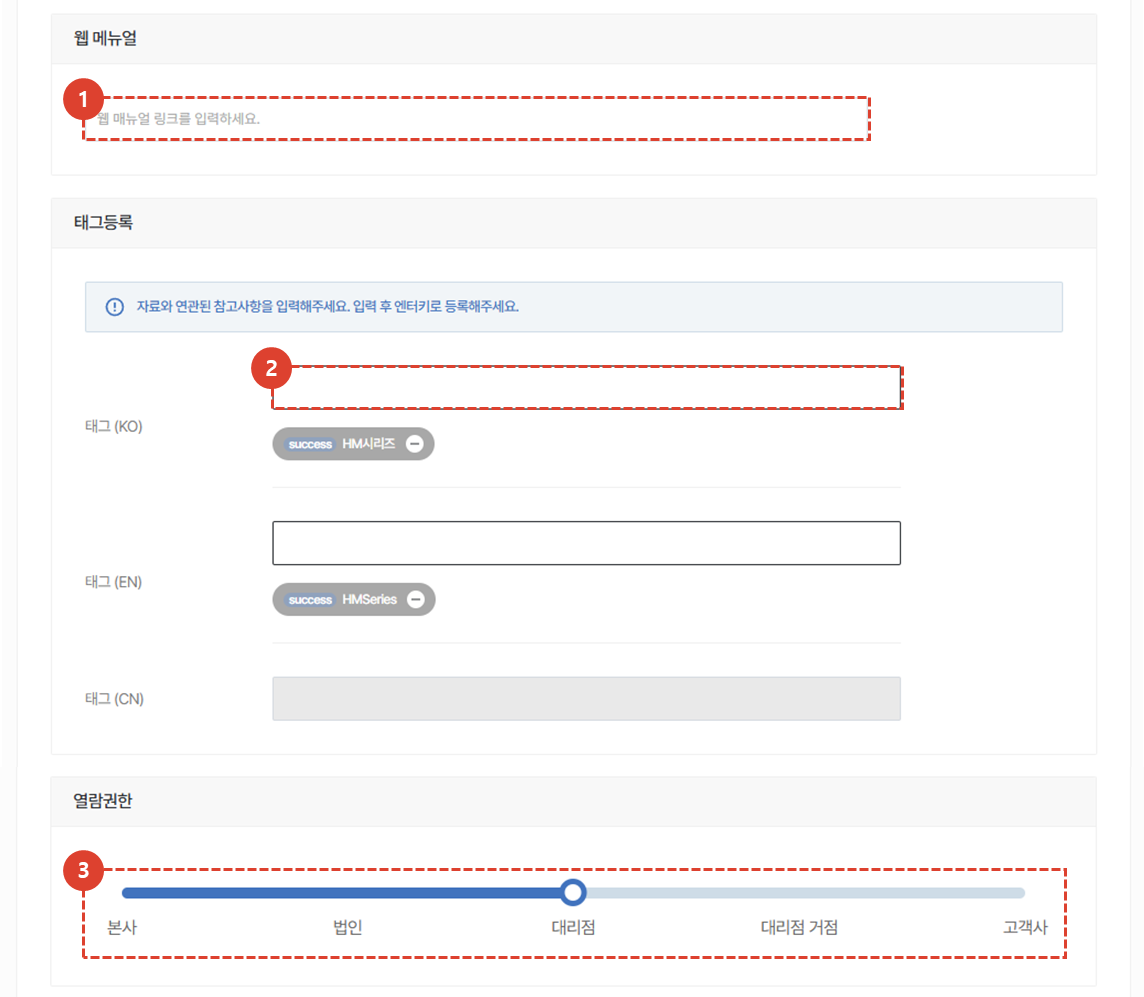 웹 메뉴얼
1
웹 매뉴얼 링크를 입력하세요.
태그등록
자료와 연관된 참고사항을 입력해주세요. 입력 후 엔터키로 등록해주세요.
2
태그 (KO)
success HM시리즈
태그 (EN)
success HMSeries
태그 (CN)
열람권한
3
본사 법인 대리점 대리점 거점 고객사